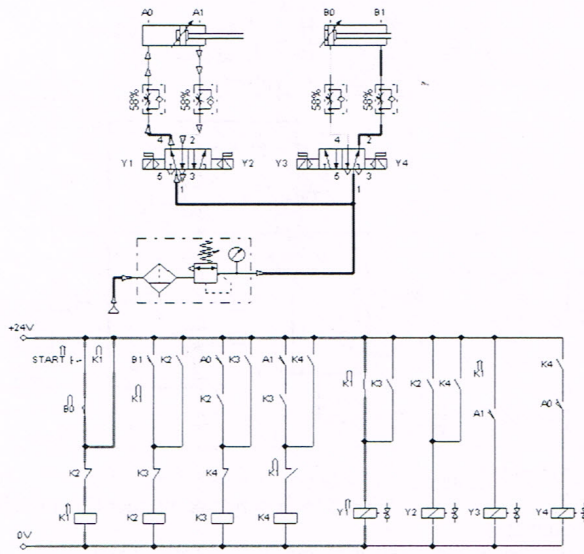 A0 A1 B0 B1
58% 58% 58% 58%
4 2 4 2
Y1 Y2 Y3 Y4
5 3 5 3
1 1
+24V
START K1 B1 K2 A0 K3 A1 K4 K1 K3 K2 K4 K1 K4
B0 K1 K2 K3 A1 A0
K2 K3 K4 K1
K1 K2 K3 K4 Y1 Y2 Y3 Y4
0V